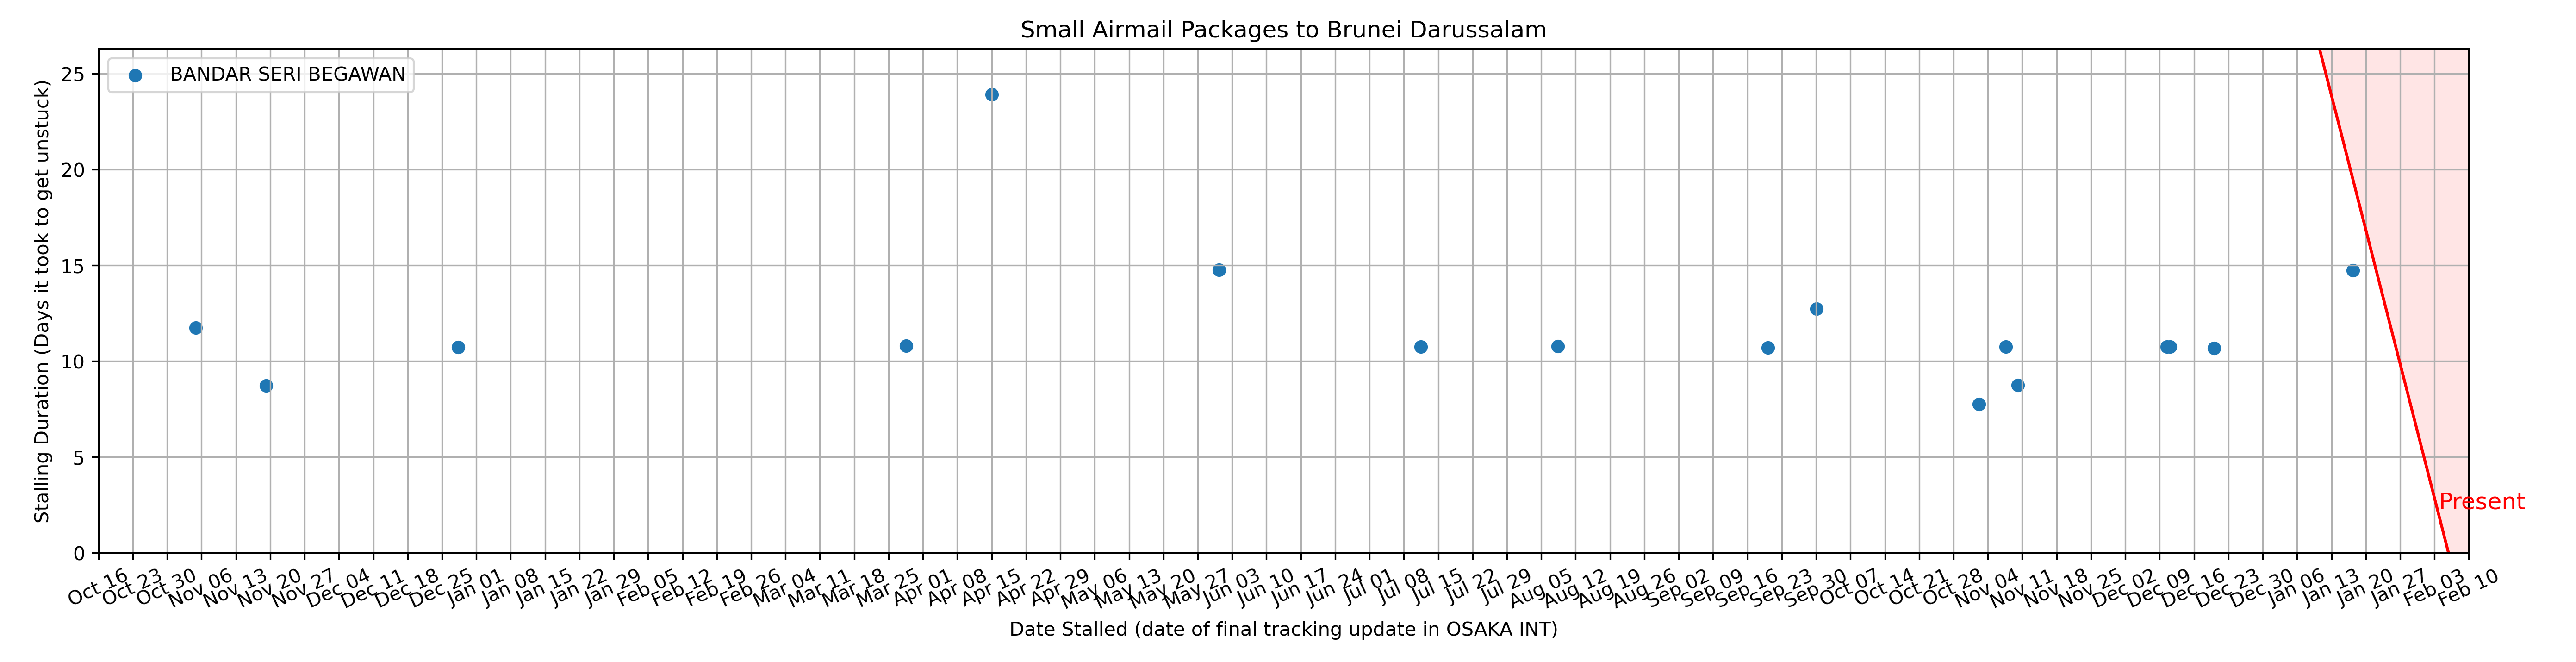 Small Airmail Packages to Brunei Darussalam
BANDAR SERI BEGAWAN
Stalling Duration (Days it took to get unstuck)
25
20
15
10
5
0
Present
Oct 16 Oct 23 Oct 30 Nov 06 Nov 13 Nov 20 Nov 27 Dec 04 Dec 11 Dec 18 Dec 25 Jan 01 Jan 08 Jan 15 Jan 22 Jan 29 Feb 05 Feb 12 Feb 19 Feb 26 Mar 04 Mar 11 Mar 18 Mar 25 Apr 01 Apr 08 Apr 15 Apr 22 Apr 29 May 06 May 13 May 20 May 27 Jun 03 Jun 10 Jun 17 Jun 24 Jul 01 Jul 08 Jul 15 Jul 22 Jul 29 Aug 05 Aug 12 Aug 19 Aug 26 Sep 02 Sep 09 Sep 16 Sep 23 Sep 30 Oct 07 Oct 14 Oct 21 Oct 28 Nov 04 Nov 11 Nov 18 Nov 25 Dec 02 Dec 09 Dec 16 Dec 23 Dec 30 Jan 06 Jan 13 Jan 20 Jan 27 Feb 03 Feb 10
Date Stalled (date of final tracking update in OSAKA INT)